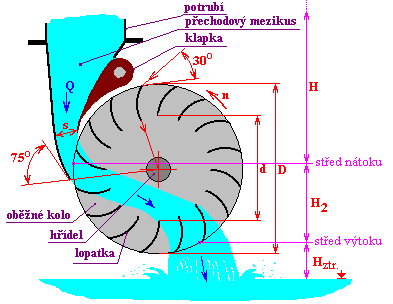 potrubí
přechodový mezikus
klapka
30°
H
Q
n
s
75°
d
D
střed nátoku
oběžné kolo
H2
hřídel
střed výtoku
lopatka
Hztr.